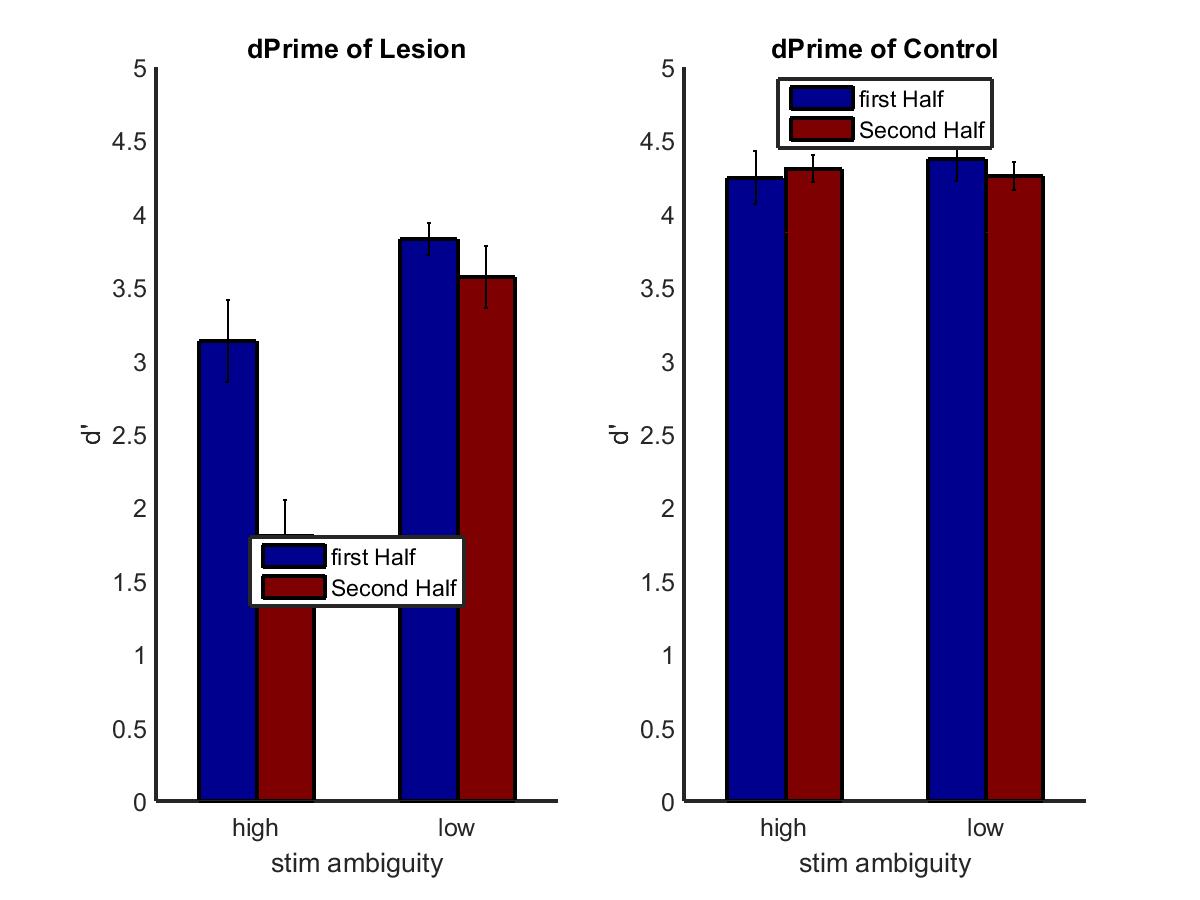 dPrime of Lesion
5
4.5
4
3.5
3
2.5
2
1.5
1
0.5
0
d'
first Half
Second Half
high
low
stim ambiguity
dPrime of Control
5
4.5
4
3.5
3
2.5
2
1.5
1
0.5
0
d'
first Half
Second Half
high
low
stim ambiguity